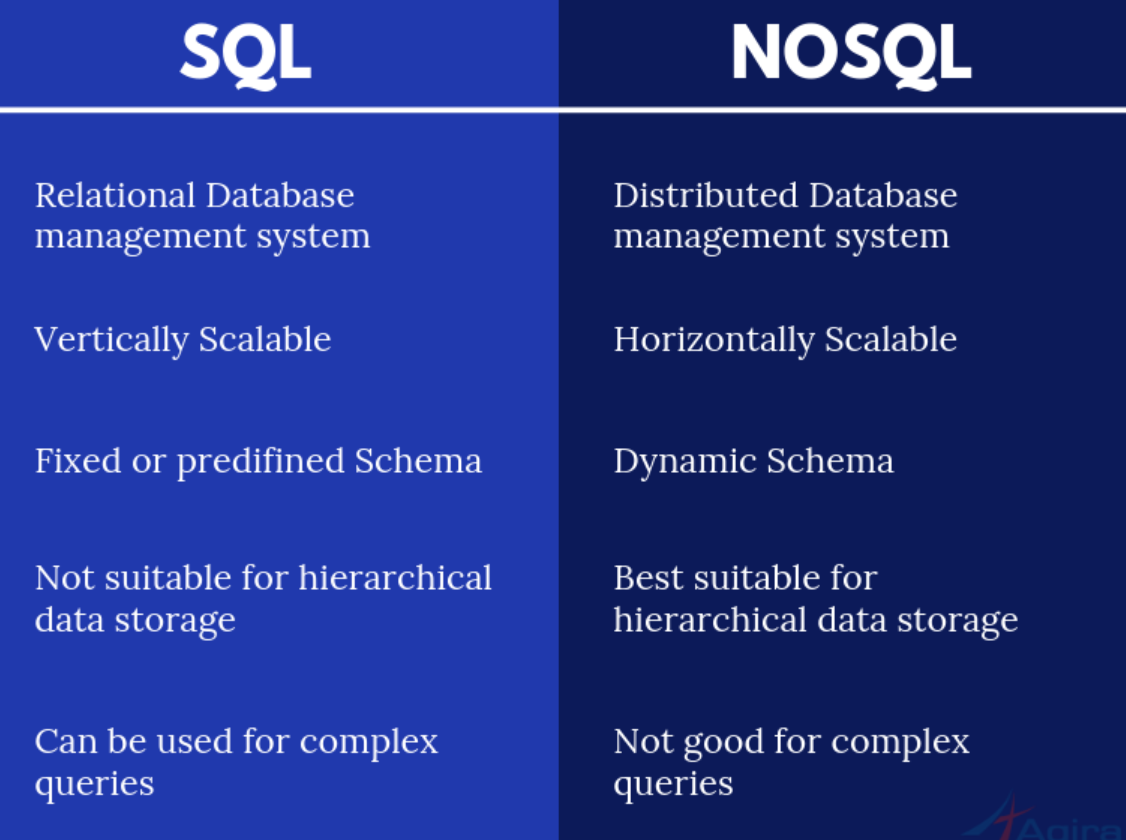 SQL
NOSQL
Relational Database
management system
Distributed Database
management system
Vertically Scalable
Horizontally Scalable
Fixed or predifined Schema
Dynamic Schema
Not suitable for hierarchical
data storage
Best suitable for
hierarchical data storage
Can be used for complex
queries
Not good for complex
queries
Agira